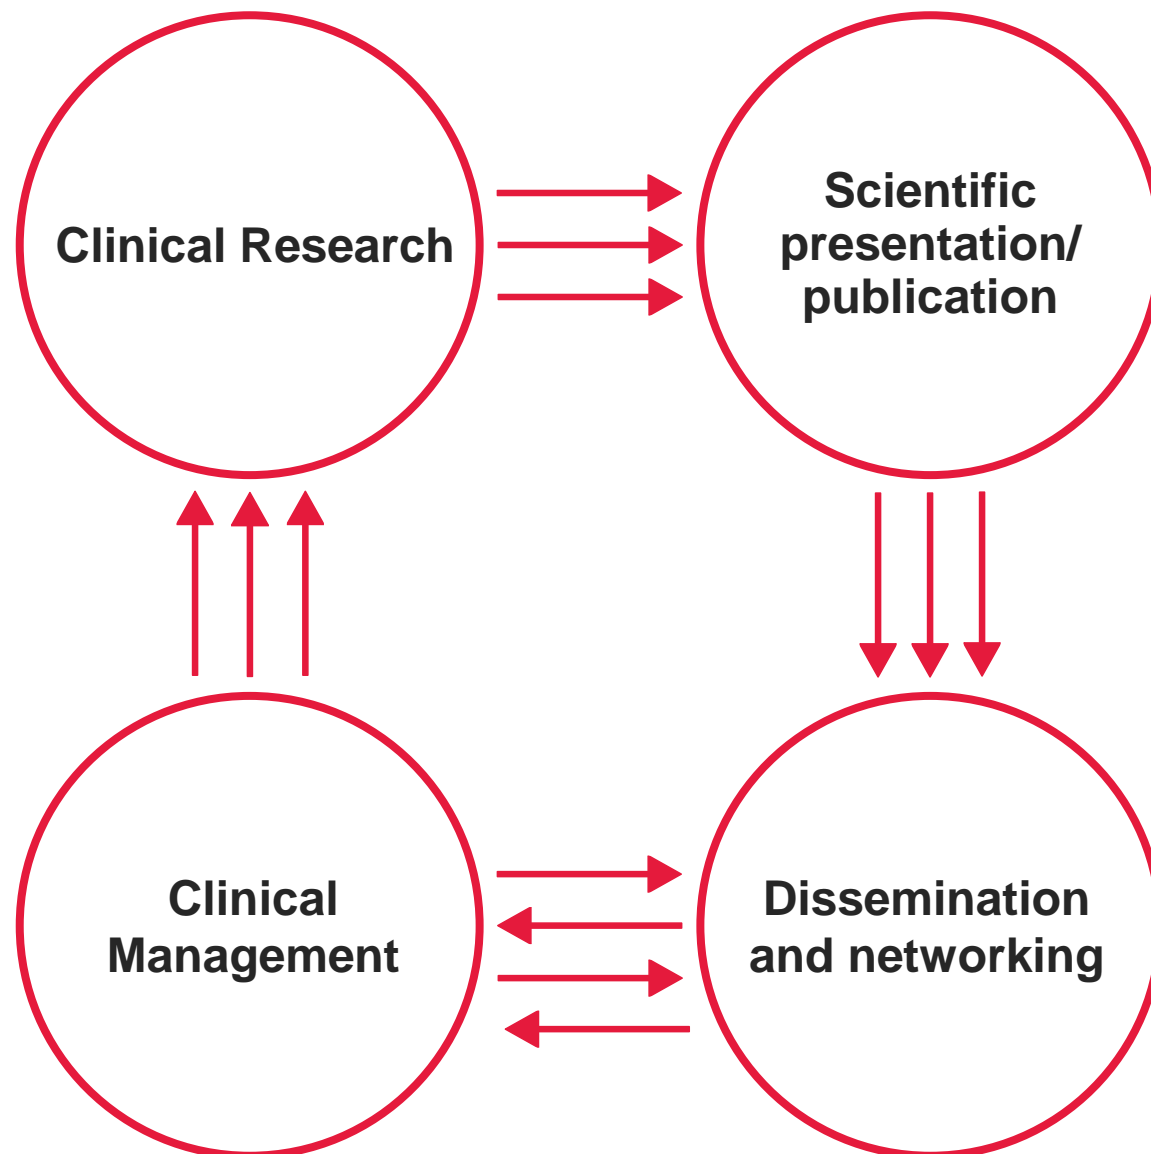 Clinical Research
Scientific
presentation/
publication
Clinical
Management
Dissemination
and networking